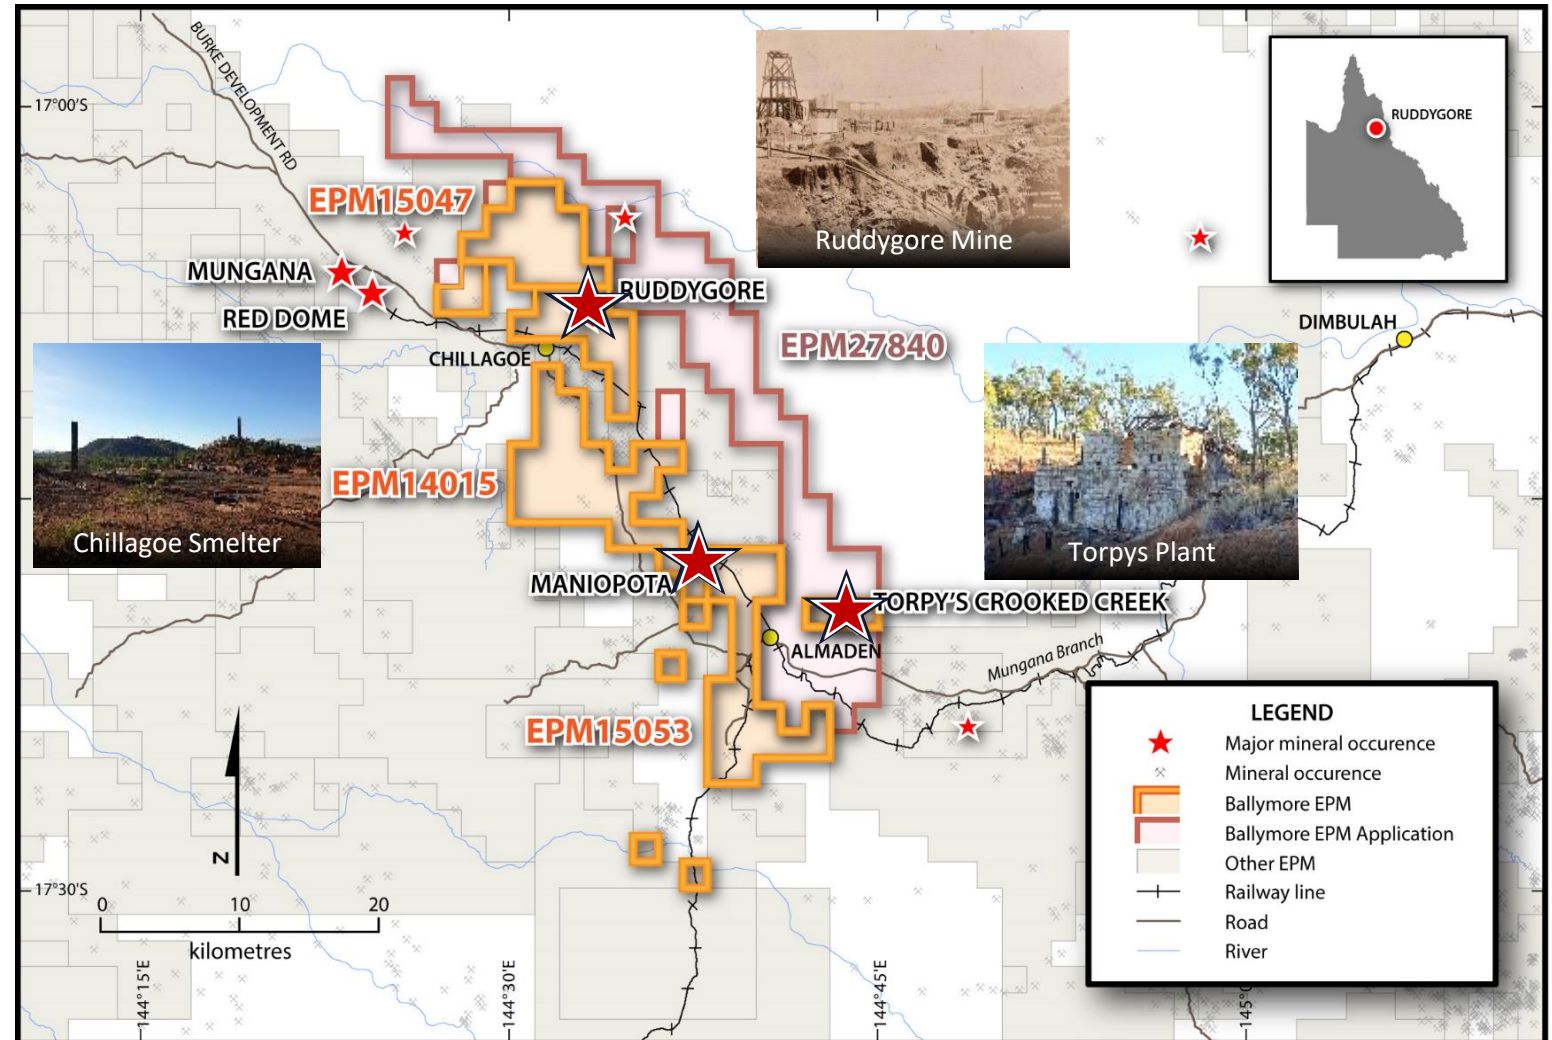 BURKE DEVELOPMENT RD
17°00'S
EPM15047
MUNGANA
RED DOME
RUDDYGORE
CHILLAGOE
EPM27840
EPM14015
MANIOPOTA
TORPY'S CROOKED CREEK
ALMADEN
Mungana Branch
EPM15053
DIMBULAH
Ruddygore Mine
RUDDYGORE
Chillagoe Smelter
Torpys Plant
LEGEND
Major mineral occurence
Mineral occurence
Ballymore EPM
Ballymore EPM Application
Other EPM
Railway line
Road
River
N
17°30'S
0 10 20
kilometres
144°15'E
144°30'E
144°45'E